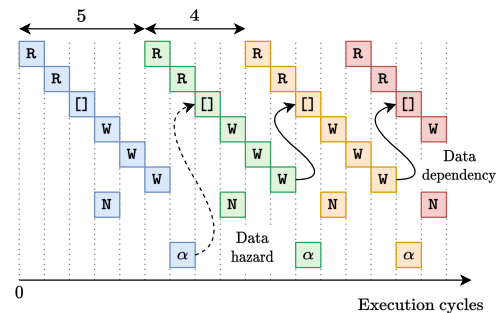 5 4
R R R R
R R R R
[] [] [] []
W W W W
W W W
Data
W W W
dependency
N N N N
Data
hazard
α α α
0
Execution cycles